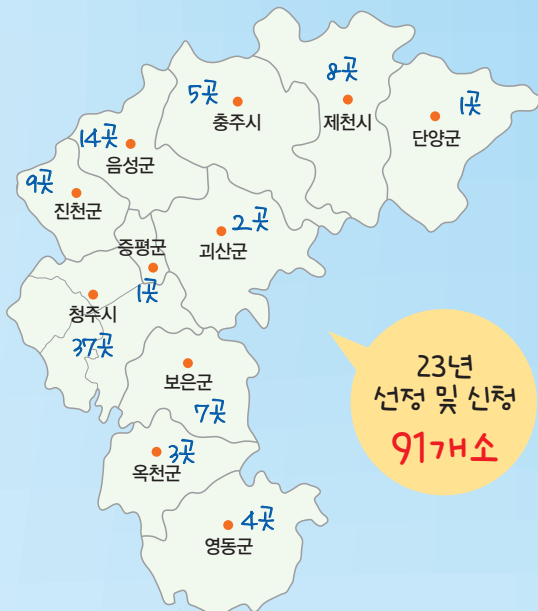 8곳
제천시
5곳
충주시
1곳
단양군
14곳
음성군
9곳
진천군
2곳
괴산군
증평군
1곳
청주시
37곳
보은군
7곳
3곳
옥천군
4곳
영동군
23년
선정 및 신청
91개소